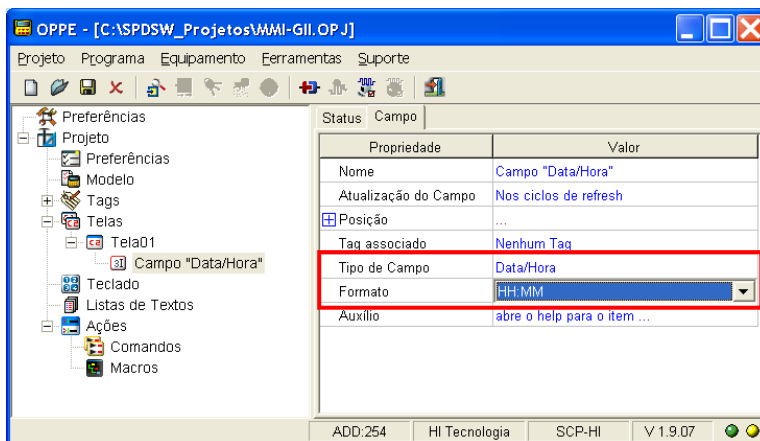 OPPE - [C:\SPDSW_Projetos\MMI-GII.OPJ]
Projeto Programa Equipamento Ferramentas Suporte
Preferências
Projeto
Preferências
Modelo
Tags
Telas
Tela01
Campo "Data/Hora"
Teclado
Listas de Textos
Ações
Comandos
Macros
Status Campo
Propriedade Valor
Nome Campo "Data/Hora"
Atualização do Campo Nos ciclos de refresh
Posição ...
Tag associado Nenhum Tag
Tipo de Campo Data/Hora
Formato HH:MM
Auxílio abre o help para o item ...
ADD:254 HI Tecnologia SCP-HI V 1.9.07